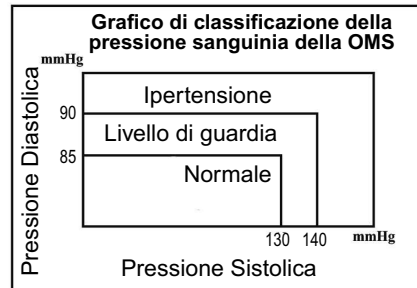 Grafico di classificazione della
pressione sanguinia della OMS
mmHg
Pressione Diastolica
90
85
Ipertensione
Livello di guardia
Normale
130 140 mmHg
Pressione Sistolica